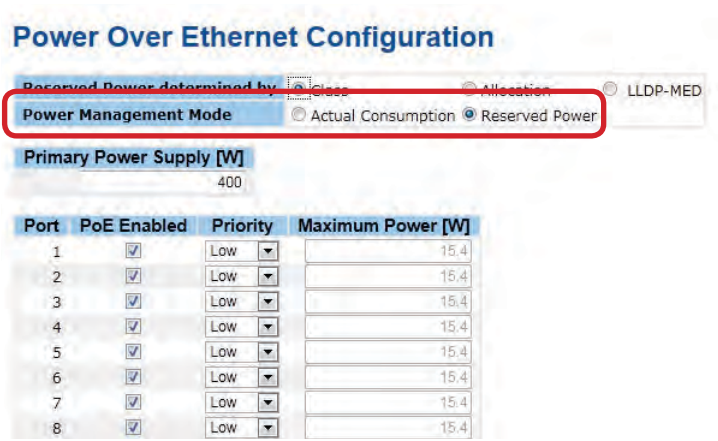 Power Over Ethernet Configuration
Reserved Power determined by Class Allocation LLDP-MED
Power Management Mode Actual Consumption Reserved Power
Primary Power Supply [W]
400
Port PoE Enabled Priority Maximum Power [W]
1 Low 15.4
2 Low 15.4
3 Low 15.4
4 Low 15.4
5 Low 15.4
6 Low 15.4
7 Low 15.4
8 Low 15.4